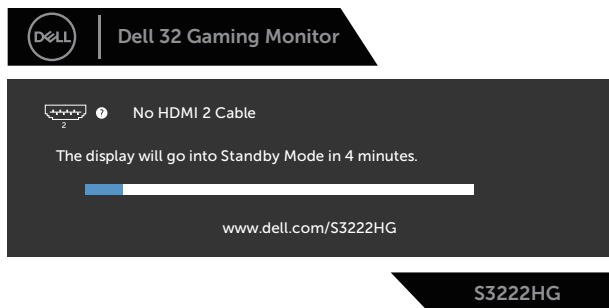 DELL
Dell 32 Gaming Monitor
? No HDMI 2 Cable
2
The display will go into Standby Mode in 4 minutes.
www.dell.com/S3222HG
S3222HG